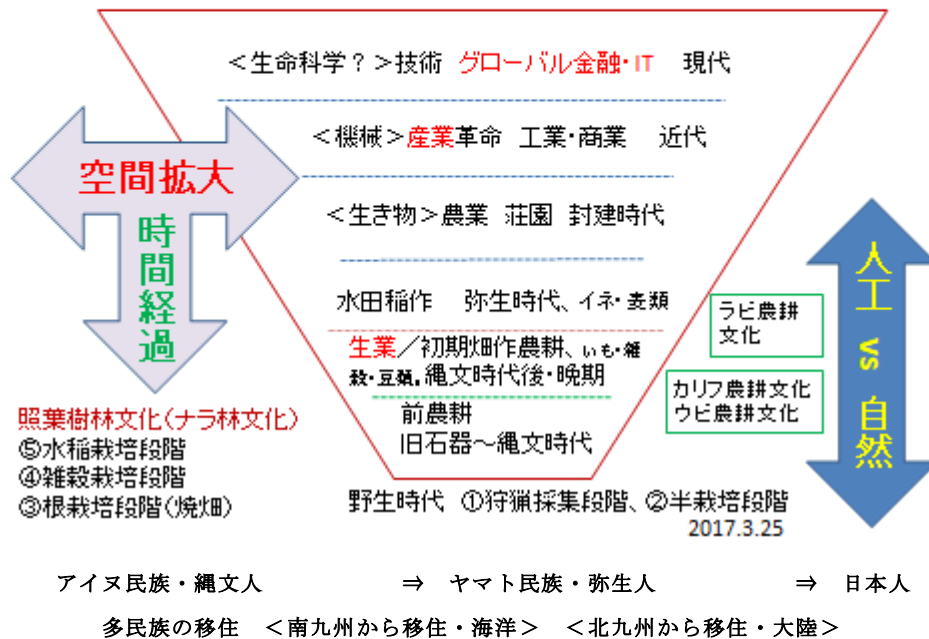 ＜生命科学？＞技術　グローバル金融・IT　現代
＜機械＞産業革命　工業・商業　近代
空間拡大
時間経過
＜生き物＞農業　荘園　封建時代
水田稲作　弥生時代、イネ・麦類
生業／初期畑作農耕、いも・雑
穀・豆類。縄文時代後・晩期
前農耕
旧石器～縄文時代
ラビ農耕
文化
カリフ農耕文化
ウビ農耕文化
人工 vs 自然
照葉樹林文化（ナラ林文化）
⑤水稲栽培段階
④雑穀栽培段階
③根栽培段階（焼畑）
野生時代　①狩猟採集段階、②半栽培段階
2017.3.25
アイヌ民族・縄文人　⇒　ヤマト民族・弥生人　⇒　日本人
多民族の移住　＜南九州から移住・海洋＞　＜北九州から移住・大陸＞